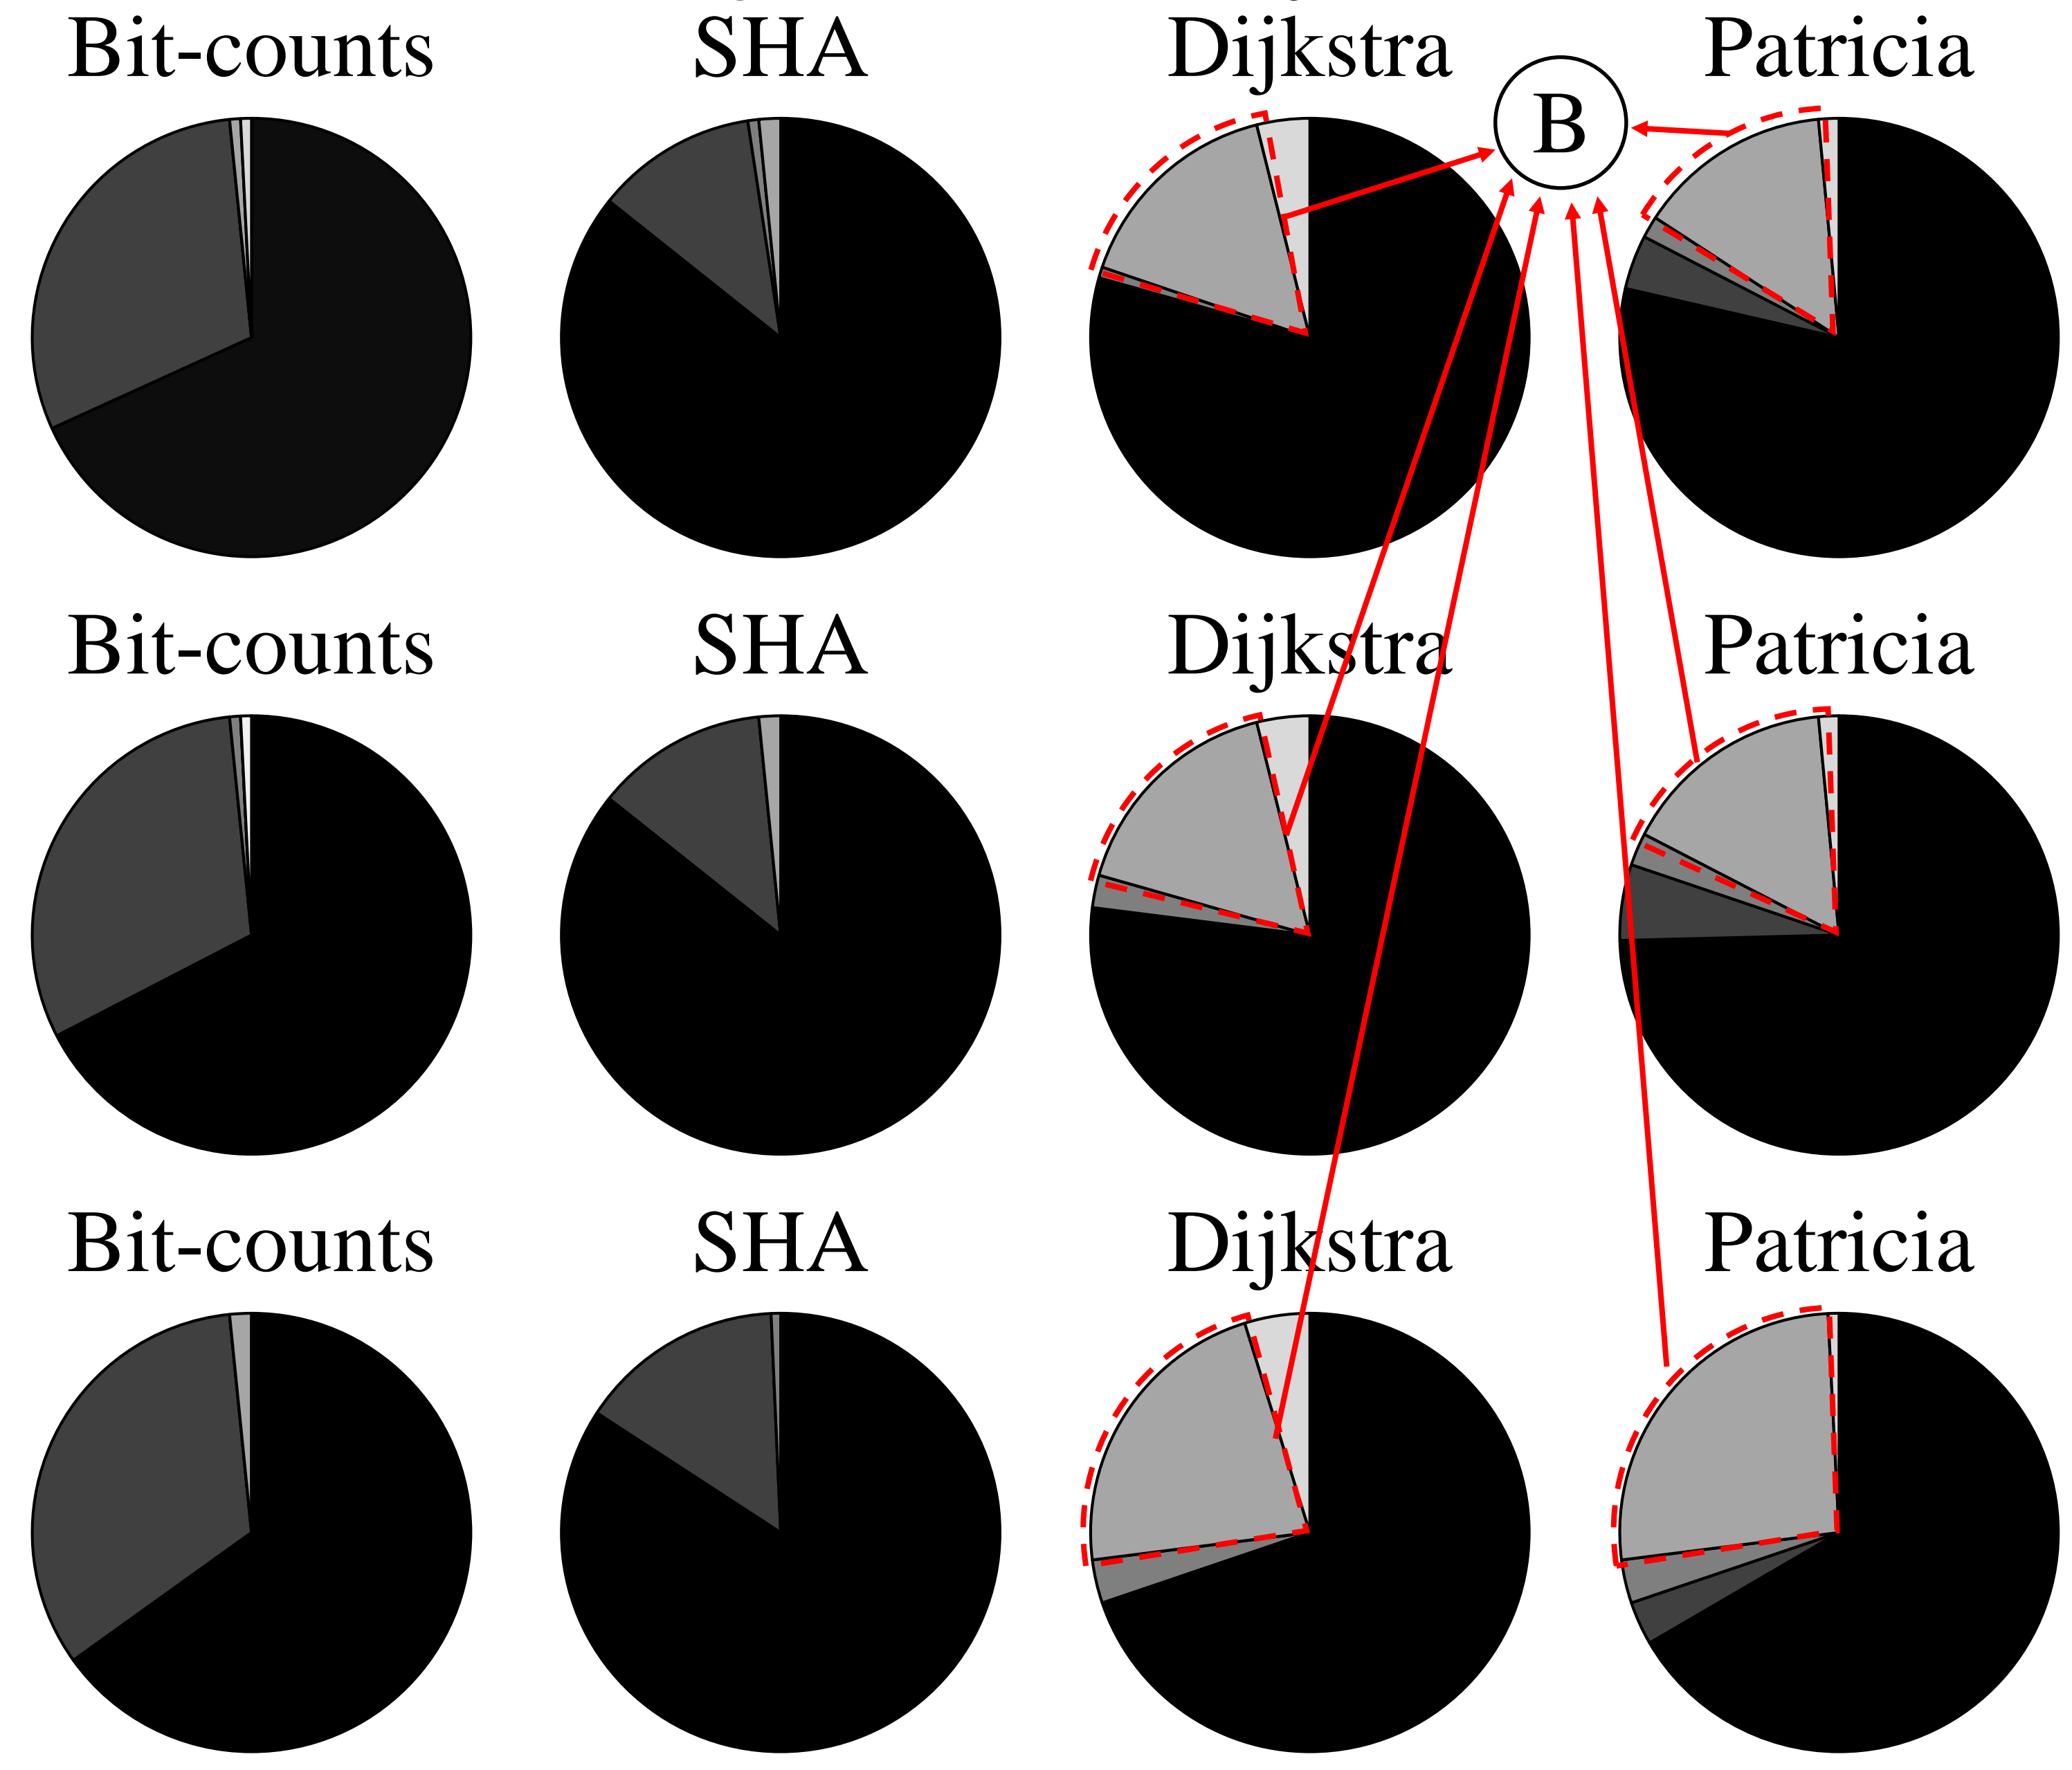 Bit-counts
SHA
Dijkstra
Patricia
B
Bit-counts
SHA
Dijkstra
Patricia
Bit-counts
SHA
Dijkstra
Patricia